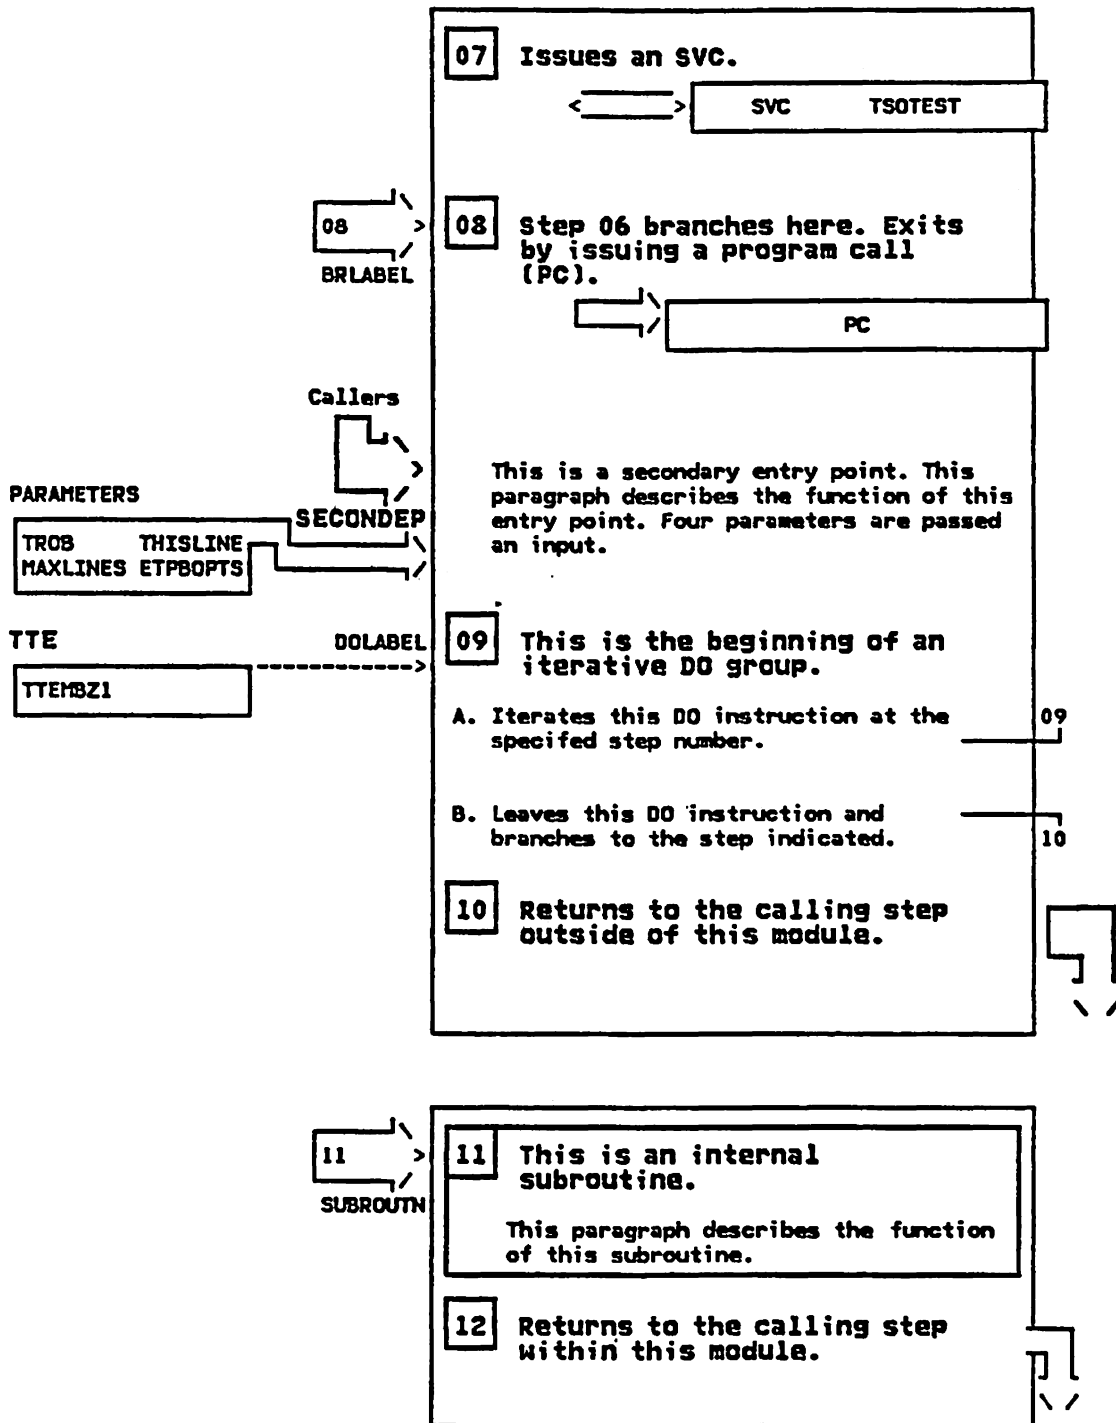 07 Issues an SVC.
SVC TSOTEST
08
BRLABEL
08 Step 06 branches here. Exits
by issuing a program call
(PC).
PC
Callers
SECONDEP
This is a secondary entry point. This
paragraph describes the function of this
entry point. Four parameters are passed
an input.
PARAMETERS
TROB THISLINE
MAXLINES ETPBOPTS
TTE
TTEMBZ1
DOLABEL
09 This is the beginning of an
iterative DO group.
A. Iterates this DO instruction at the
specifed step number.
09
B. Leaves this DO instruction and
branches to the step indicated.
10
10 Returns to the calling step
outside of this module.
11
SUBROUTN
11 This is an internal
subroutine.
This paragraph describes the function
of this subroutine.
12 Returns to the calling step
within this module.